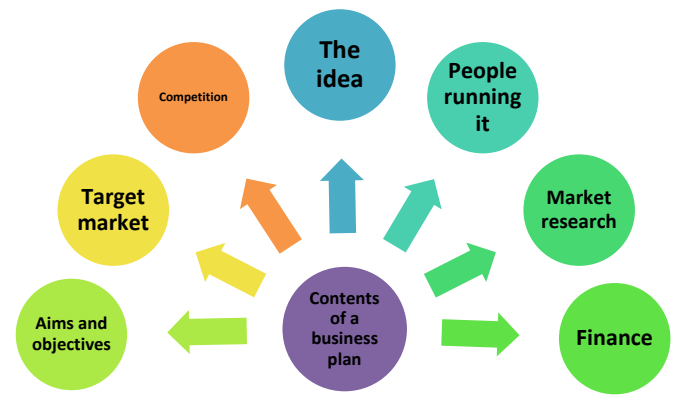 The
idea
People
running
it
Competition
Target
market
Market
research
Contents
of a
business
plan
Aims and
objectives
Finance